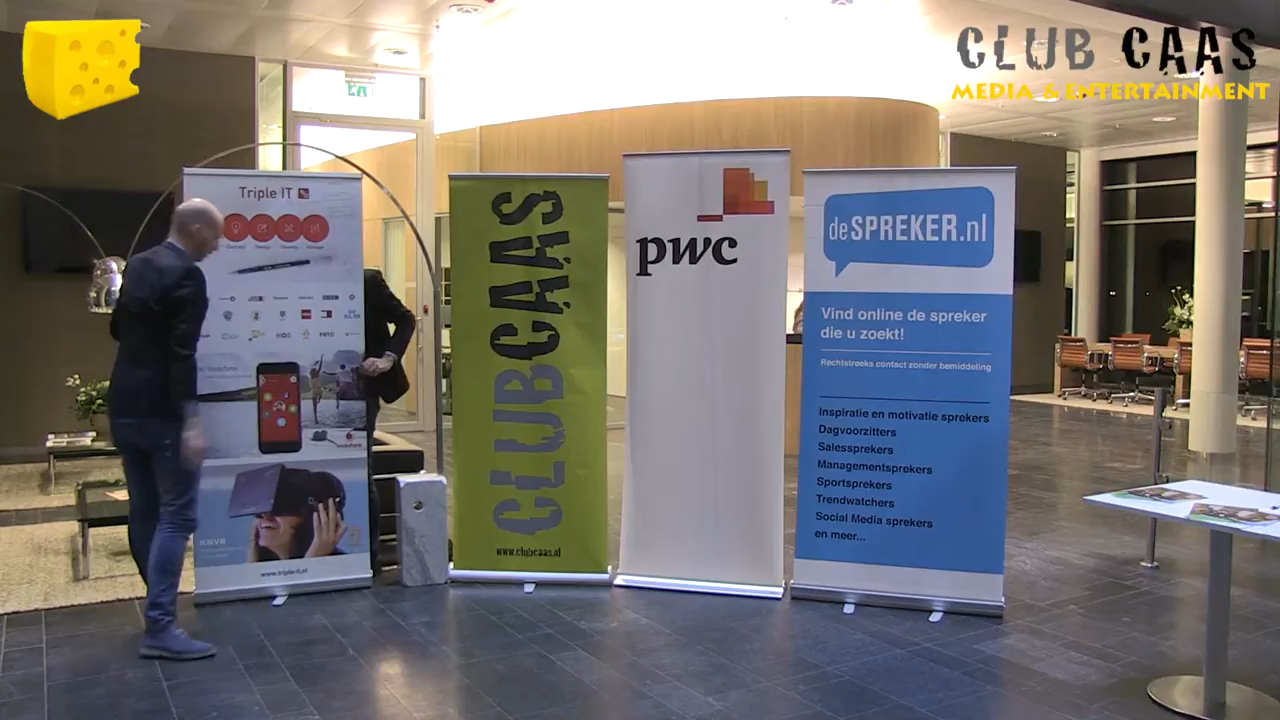 CLUB CAAS
MEDIA & ENTERTAINMENT
Triple IT
KNVB
www.triple-it.nl
CLUBCAAS
www.clubcaas.nl
pwc
deSPREKER.nl
Vind online de spreker
die u zoekt!
Rechtstreeks contact zonder bemiddeling
Inspiratie en motivatie sprekers
Dagvoorzitters
Salessprekers
Managementsprekers
Sportsprekers
Trendwatchers
Social Media sprekers
en meer...